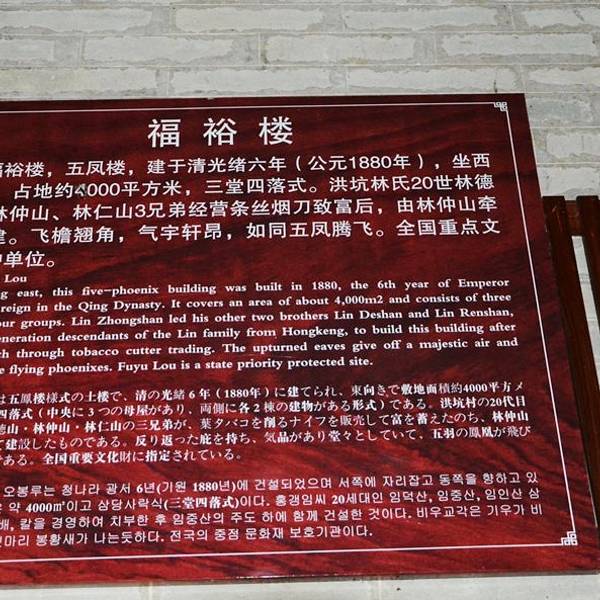 福裕楼
福裕楼，五凤楼，建于清光绪六年（公元1880年），坐西
，占地约4000平方米，三堂四落式。洪坑林氏20世林德
林仲山、林仁山3兄弟经营条丝烟刀致富后，由林仲山牵
建。飞檐翘角，气宇轩昂，如同五凤腾飞。全国重点文
单位。
Lou
g east, this five-phoenix building was built in 1880, the 6th year of Emperor
reign in the Qing Dynasty. It covers an area of about 4,000m2 and consists of three
our groups. Lin Zhongshan led his other two brothers Lin Deshan and Lin Renshan,
eneration descendants of the Lin family from Hongkeng, to build this building after
th through tobacco cutter trading. The upturned eaves give off a majestic air and
e flying phoenixes. Fuyu Lou is a state priority protected site.
は五鳳楼様式の土楼で、清の光緒6年（1880年）に建てられ、東向きで敷地面積約4000平方メ
四落式（中央に3つの母屋があり、両側に各2棟の建物がある形式）である。洪坑村の20代目
徳山・林仲山・林仁山の三兄弟が、葉タバコを削るナイフを販売して富を蓄えたのち、林仲山
て建設したものである。反り返った庇を持ち、気品があり堂々としていて、五羽の鳳凰が飛び
である。全国重要文化財に指定されている。
오봉루는 청나라 광서 6년(기원 1880년)에 건설되었으며 서쪽에 자리잡고 동쪽을 향하고 있
약 4000㎡이고 삼당사락식(三堂四落式)이다. 홍갱임씨 20세대인 임덕산, 임중산, 임인산 삼
배, 칼을 경영하여 치부한 후 임중산의 주도 하에 함께 건설한 것이다. 비우교각은 기우가 비
마리 봉황새가 나는듯하다. 전국의 중점 문화재 보호기관이다.